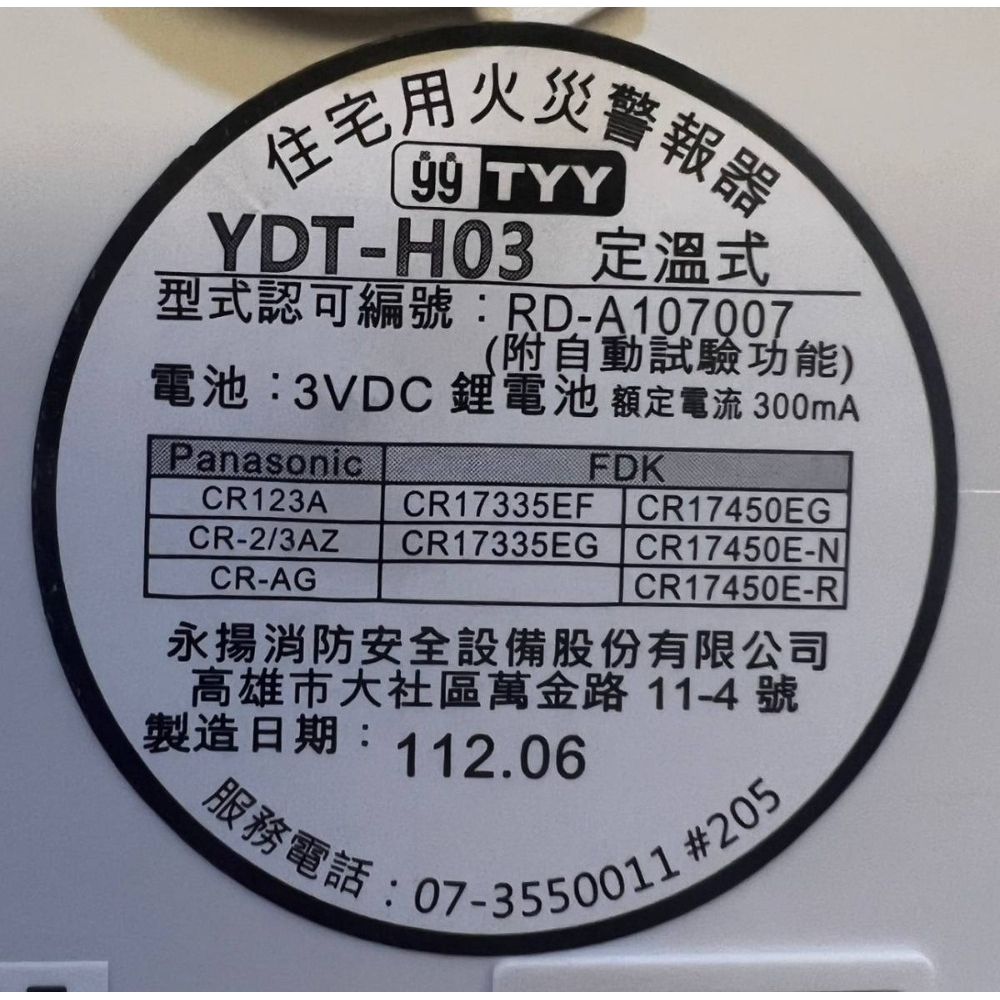 住宅用火災警報器
ÿÿ TYY
YDT-H03 定溫式
型式認可編號：RD-A107007
(附自動試驗功能)
電池：3VDC 鋰電池 額定電流 300mA
Panasonic FDK
CR123A CR17335EF CR17450EG
CR-2/3AZ CR17335EG CR17450E-N
CR-AG CR17450E-R
永揚消防安全設備股份有限公司
高雄市大社區萬金路 11-4 號
製造日期：112.06
服務電話：07-3550011 #205